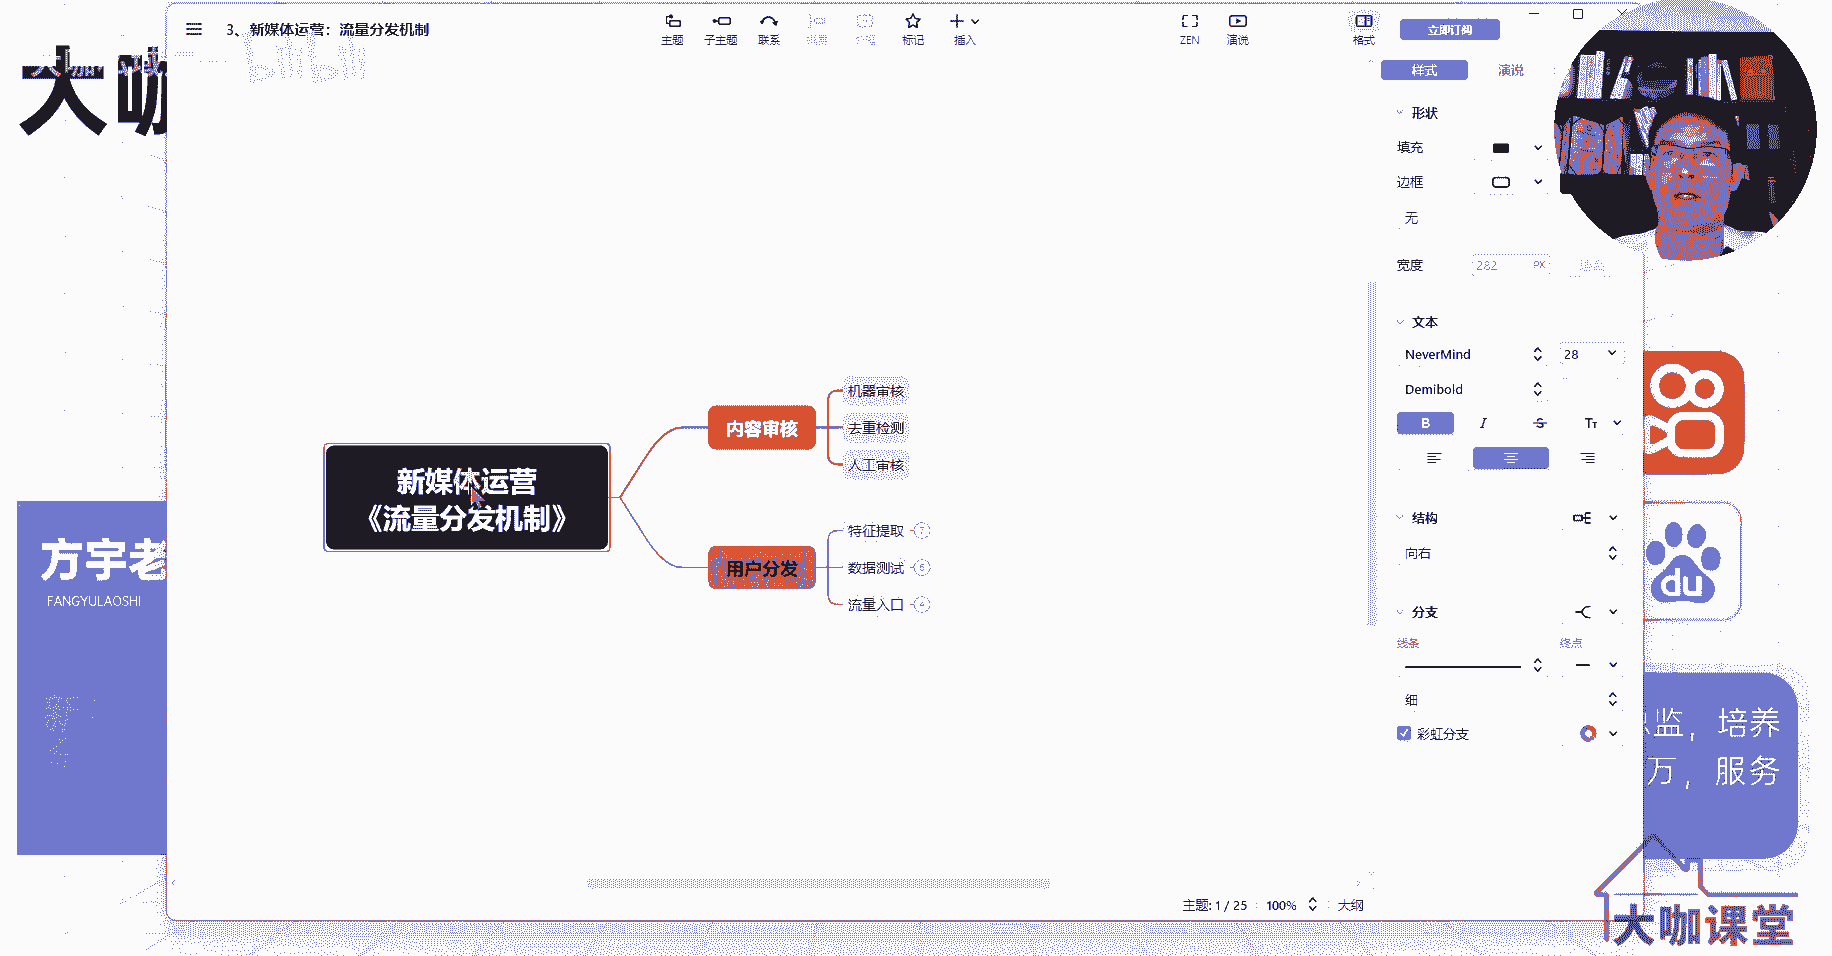 3、新媒体运营：流量分发机制
主题
子主题
联系
标记
插入
ZEN
演说
格式
立即订购
bilibili
大咖
样式
演说
形状
填充
边框
无
宽度
282
PX
文本
NeverMind
28
Demibold
B
I
S
TT
结构
向右
分支
线条
终点
细
彩虹分支
新媒体运营
《流量分发机制》
内容审核
机器审核
去重检测
人工审核
用户分发
特征提取
7
数据测试
流量入口
4
方宇老
FANGYULAOSHI
du
监，培养
万，服务
主题: 1 / 25
100%
大纲
大咖课堂